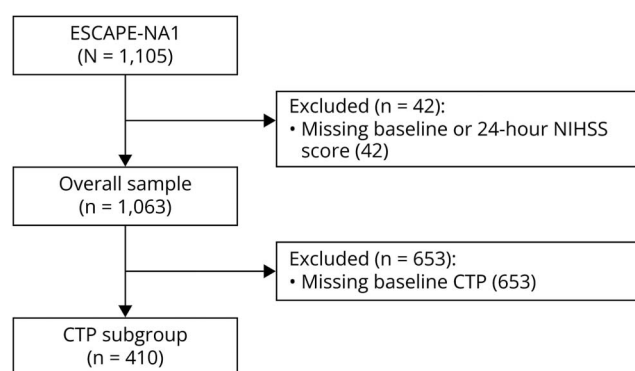 ESCAPE-NA1
(N = 1,105)
Excluded (n = 42):
• Missing baseline or 24-hour NIHSS
score (42)
Overall sample
(n = 1,063)
Excluded (n = 653):
• Missing baseline CTP (653)
CTP subgroup
(n = 410)